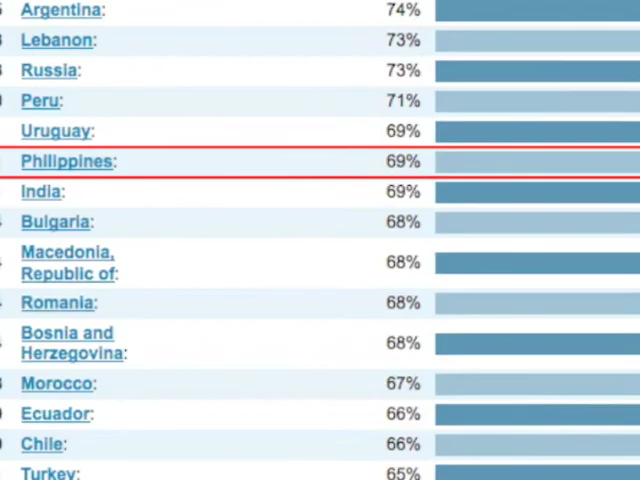 Argentina: 74%
Lebanon: 73%
Russia: 73%
Peru: 71%
Uruguay: 69%
Philippines: 69%
India: 69%
Bulgaria: 68%
Macedonia,
Republic of: 68%
Romania: 68%
Bosnia and
Herzegovina: 68%
Morocco: 67%
Ecuador: 66%
Chile: 66%
Turkey: 65%